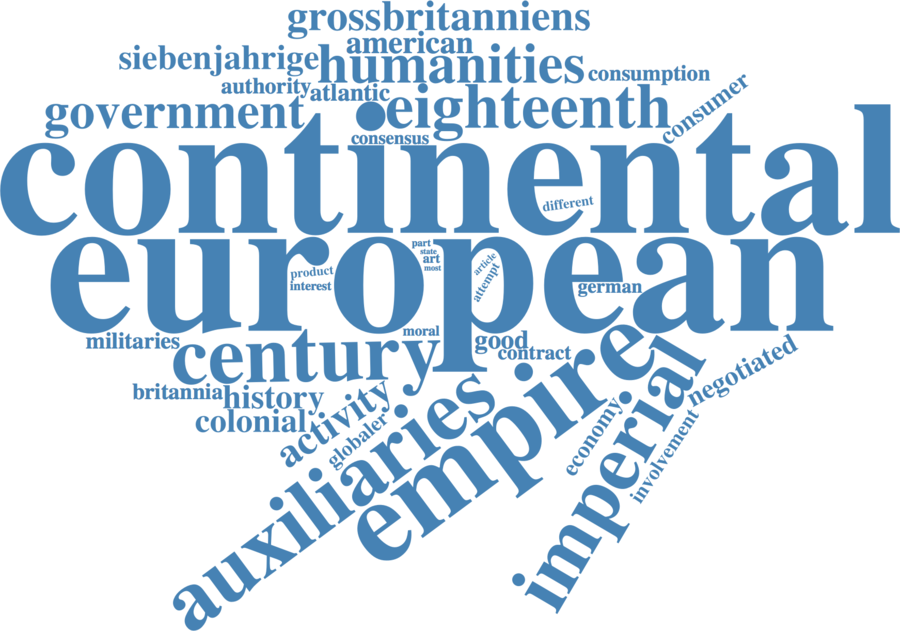 grossbritanniens
american
siebenjahrige
humanities
consumption
authority
atlantic
consumer
government
eighteenth
consensus
continental
different
european
part
state
art
most
article
product
interest
attempt
german
militaries
moral
century
good
contract
negotiated
britannia
history
activity
colonial
globaler
auxiliaries
empire
economy
imperial
involvement